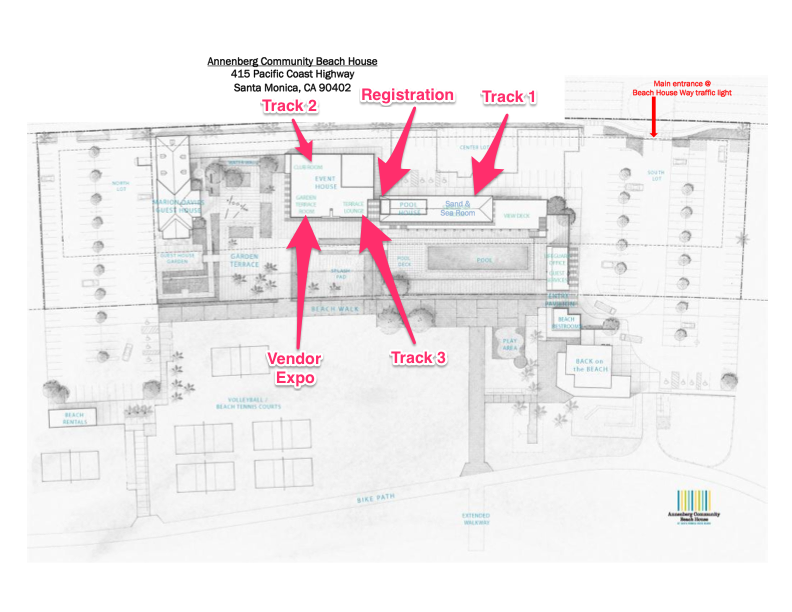 Annenberg Community Beach House
415 Pacific Coast Highway
Santa Monica, CA 90402
Main entrance @
Beach House Way traffic light
Registration
Track 1
Track 2
CENTER LOT
NORTH
LOT
SOUTH
LOT
CLUB ROOM
EVENT
HOUSE
MARION DAVIES
GUEST HOUSE
GARDEN
TERRACE
ROOM
TERRACE
LOUNGE
POOL
HOUSE
Sand &
Sea Room
VIEW DECK
GUEST HOUSE
GARDEN
GARDEN
TERRACE
SPLASH
PAD
POOL
DECK
POOL
OFFICE
GUEST
SERVICES
BEACH WALK
BEACH
RESTROOMS
PLAY
AREA
BACK on
the BEACH
Vendor
Expo
Track 3
VOLLEYBALL /
BEACH TENNIS COURTS
BEACH
RENTALS
BIKE PATH
EXTENDED
WALKWAY
Annenberg Community
Beach House